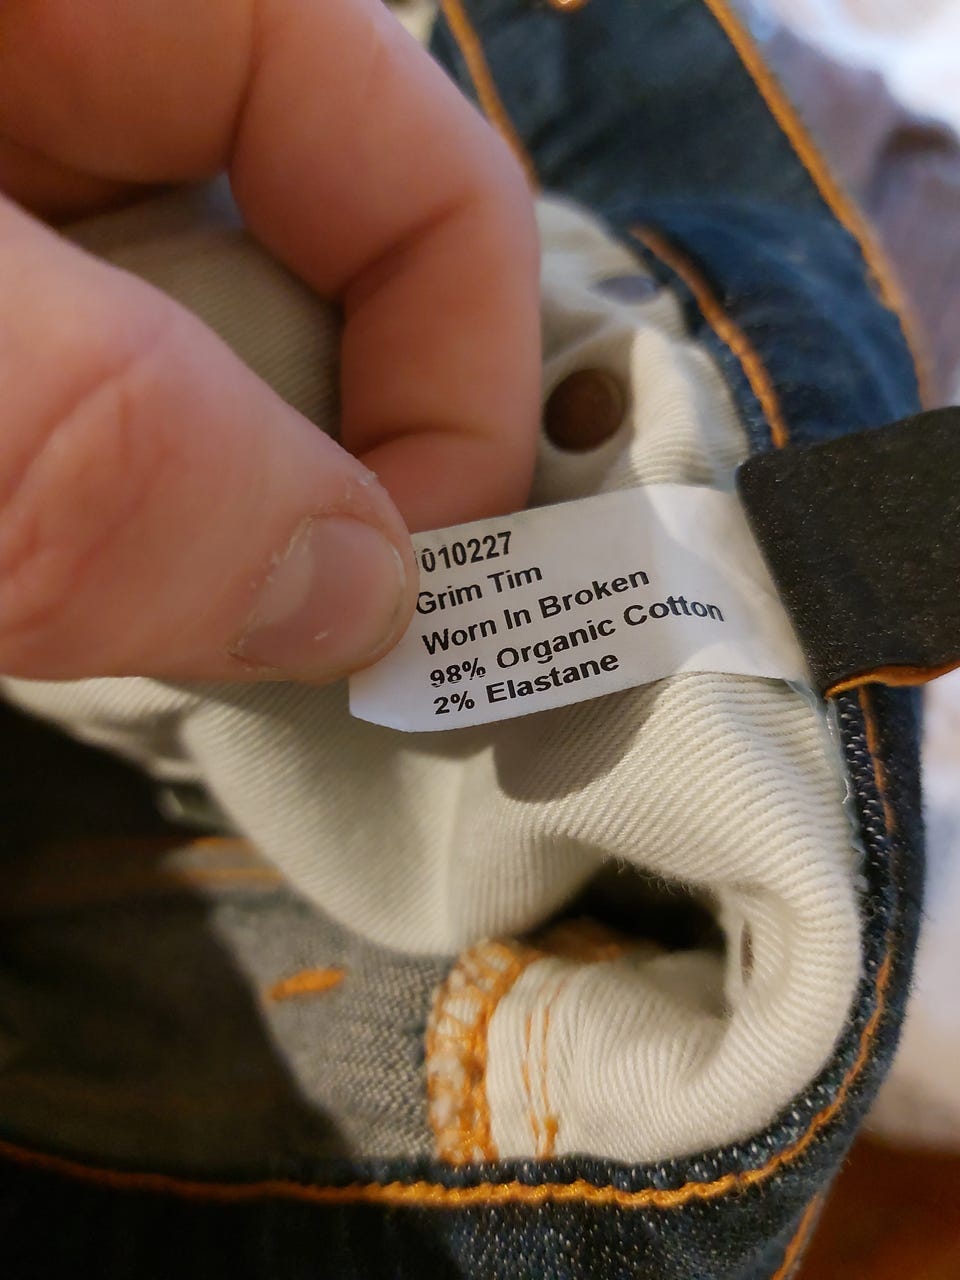 010227
Grim Tim
Worn In Broken
98% Organic Cotton
2% Elastane